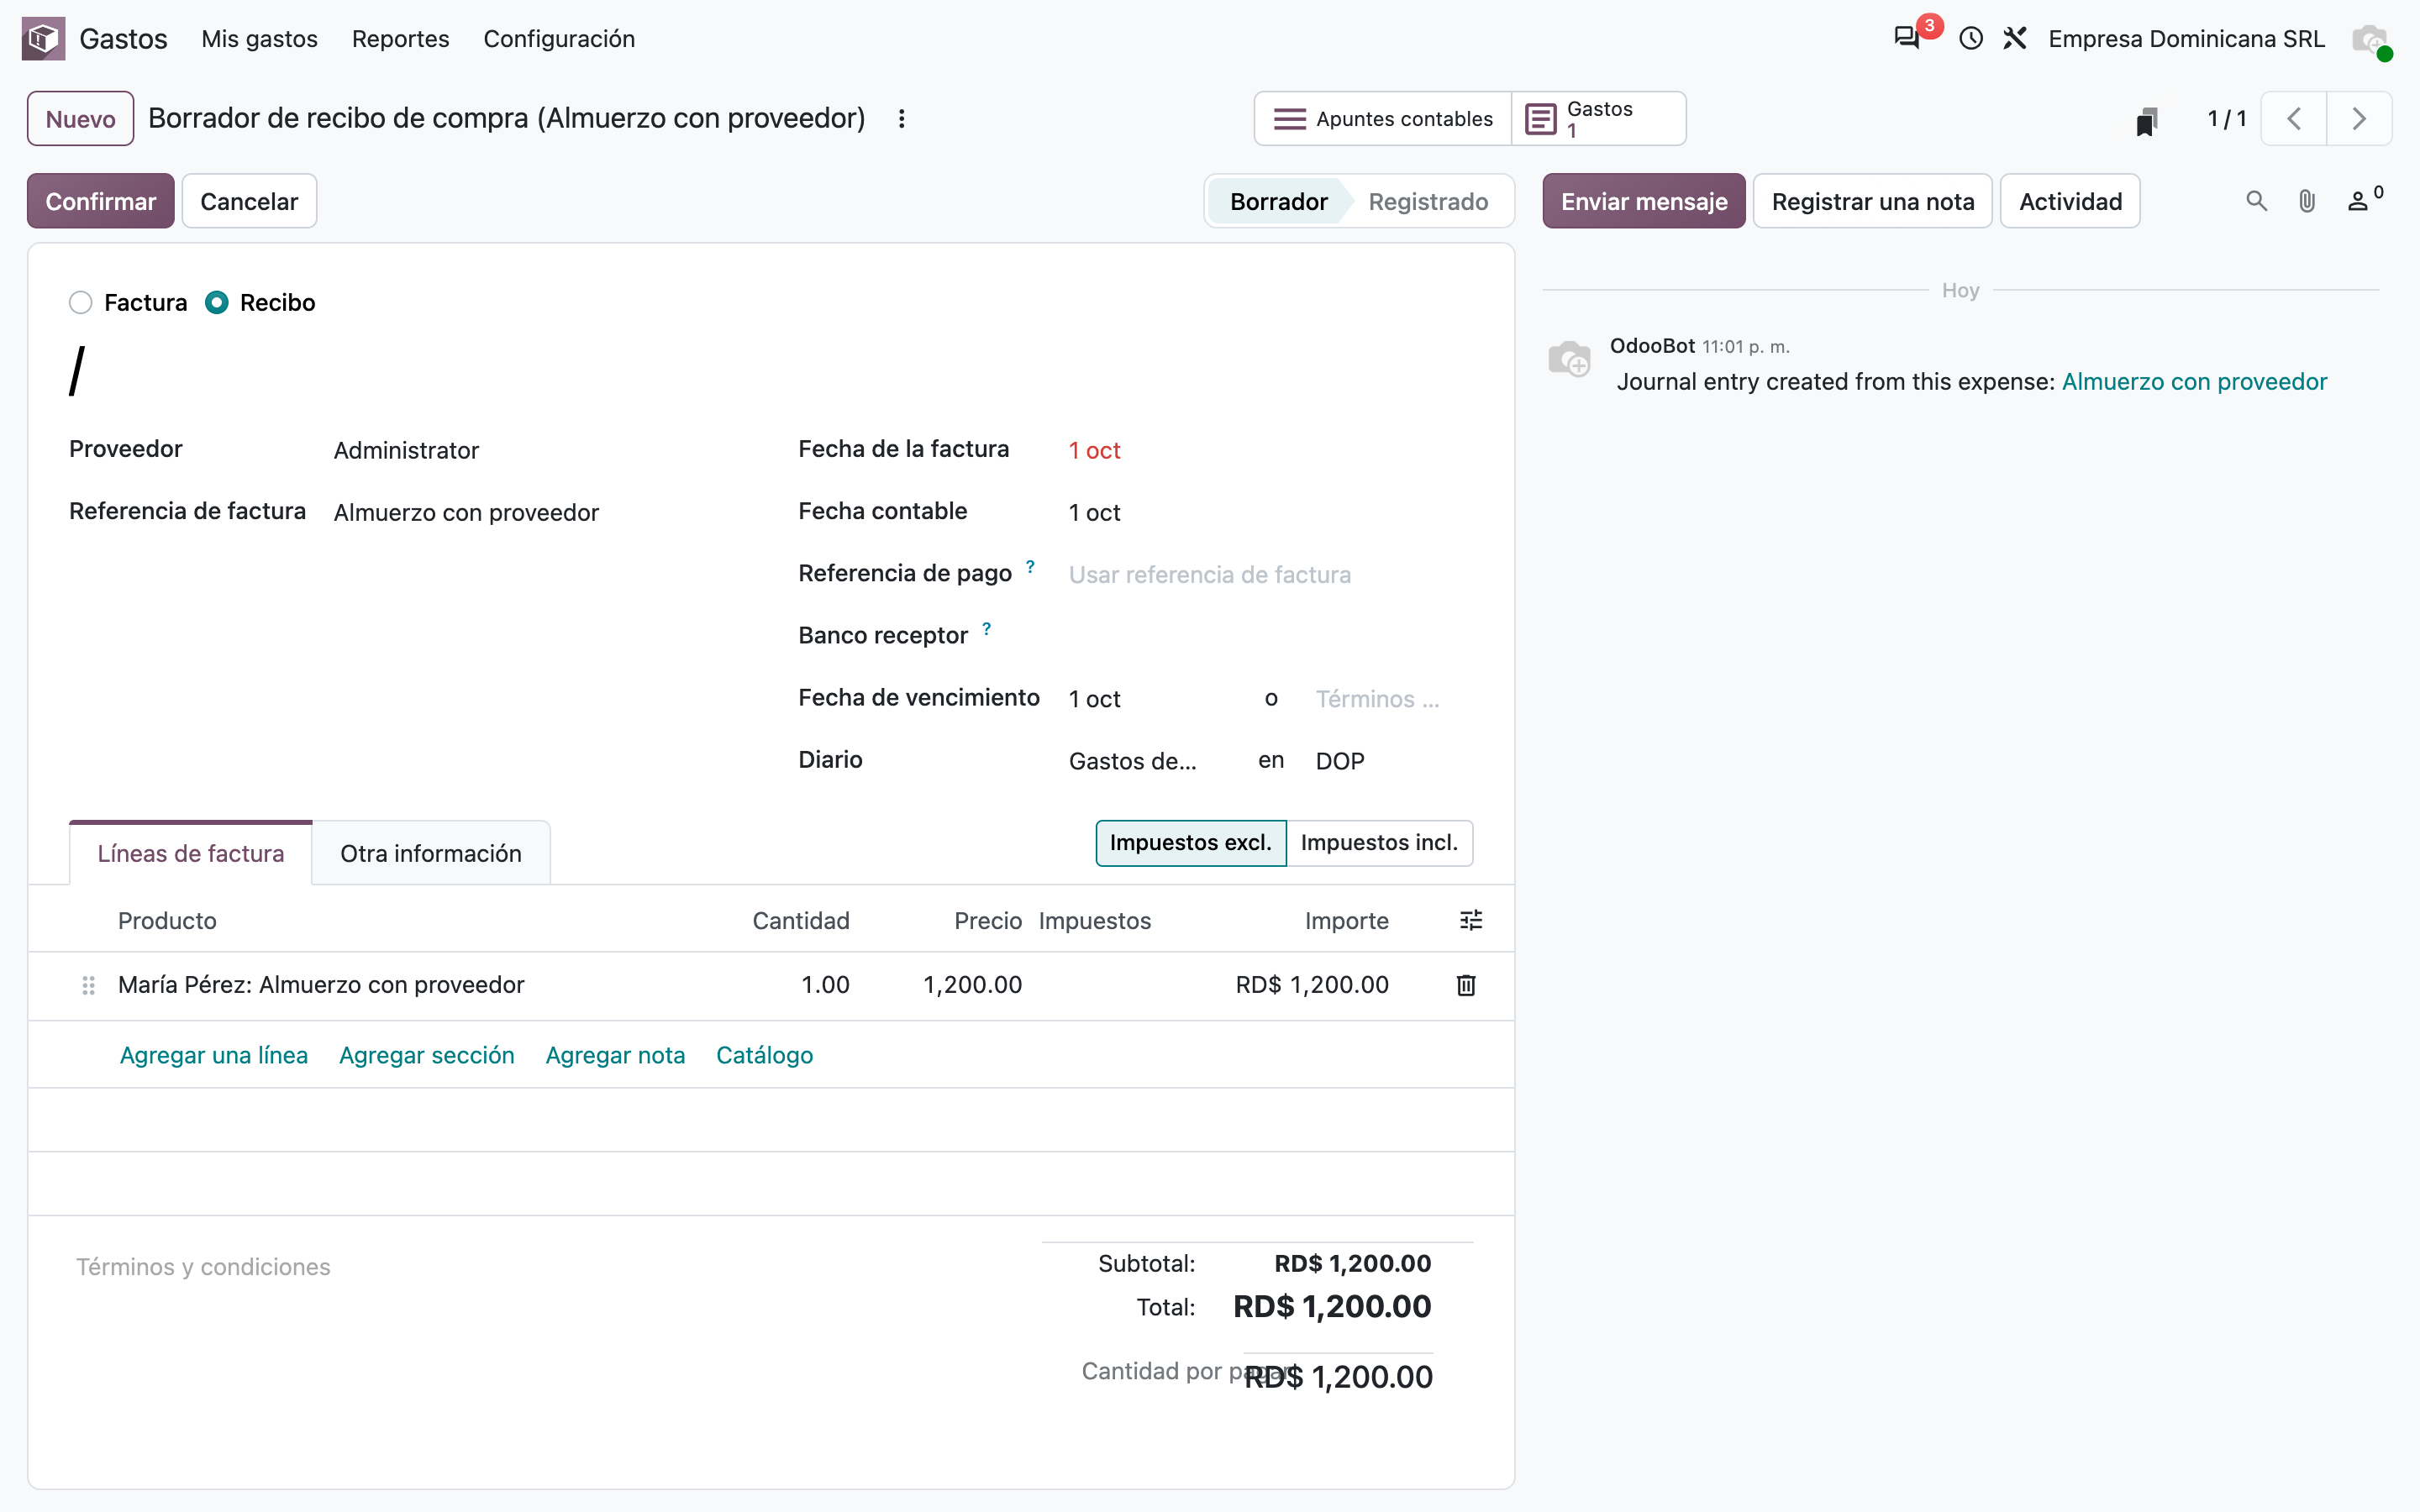 Gastos Mis gastos Reportes Configuración 3 Empresa Dominicana SRL
Nuevo Borrador de recibo de compra (Almuerzo con proveedor) Apuntes contables Gastos 1 1 / 1
Confirmar Cancelar Borrador Registrado Enviar mensaje Registrar una nota Actividad 0
Factura Recibo
/
Proveedor Administrator
Referencia de factura Almuerzo con proveedor
Fecha de la factura 1 oct
Fecha contable 1 oct
Referencia de pago ? Usar referencia de factura
Banco receptor ?
Fecha de vencimiento 1 oct o Términos ...
Diario Gastos de... en DOP
Líneas de factura Otra información Impuestos excl. Impuestos incl.
Producto Cantidad Precio Impuestos Importe
María Pérez: Almuerzo con proveedor 1.00 1,200.00 RD$ 1,200.00
Agregar una línea Agregar sección Agregar nota Catálogo
Términos y condiciones
Subtotal: RD$ 1,200.00
Total: RD$ 1,200.00
Cantidad por pagar RD$ 1,200.00
Hoy
OdooBot 11:01 p. m.
Journal entry created from this expense: Almuerzo con proveedor